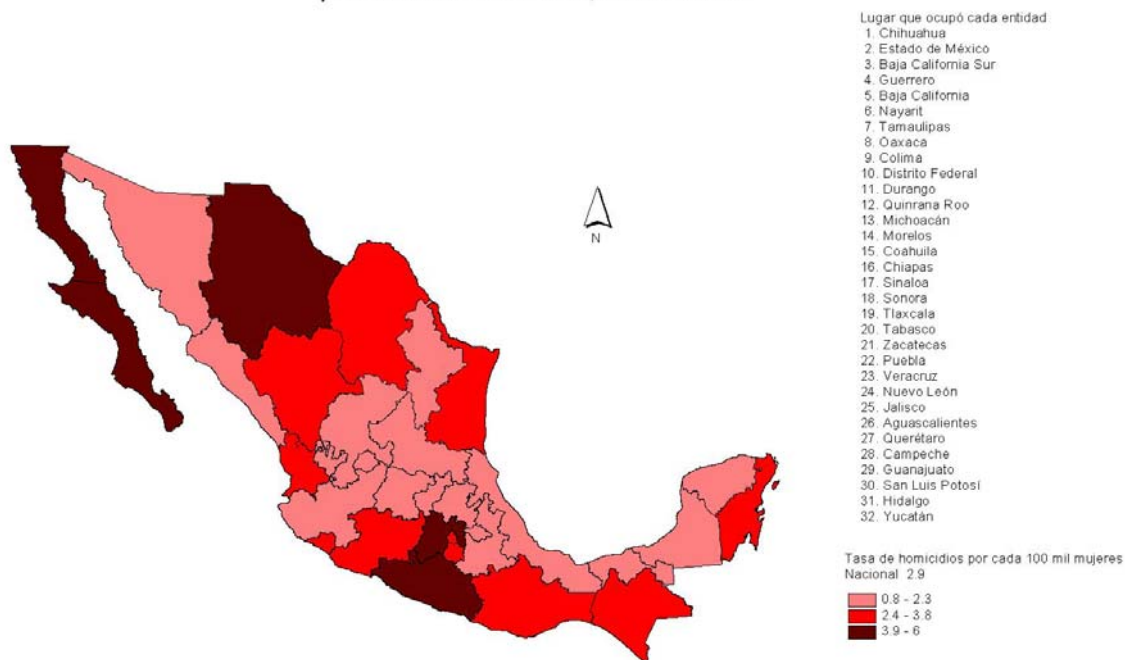 Lugar que ocupó cada entidad
1. Chihuahua
2. Estado de México
3. Baja California Sur
4. Guerrero
5. Baja California
6. Nayarit
7. Tamaulipas
8. Oaxaca
9. Colima
10. Distrito Federal
11. Durango
12. Quinrana Roo
13. Michoacán
14. Morelos
15. Coahuila
16. Chiapas
17. Sinaloa
18. Sonora
19. Tlaxcala
20. Tabasco
21. Zacatecas
22. Puebla
23. Veracruz
24. Nuevo León
25. Jalisco
26. Aguascalientes
27. Querétaro
28. Campeche
29. Guanajuato
30. San Luis Potosí
31. Hidalgo
32. Yucatán
N
Tasa de homicidios por cada 100 mil mujeres
Nacional 2.9
0.8 - 2.3
2.4 - 3.8
3.9 - 6